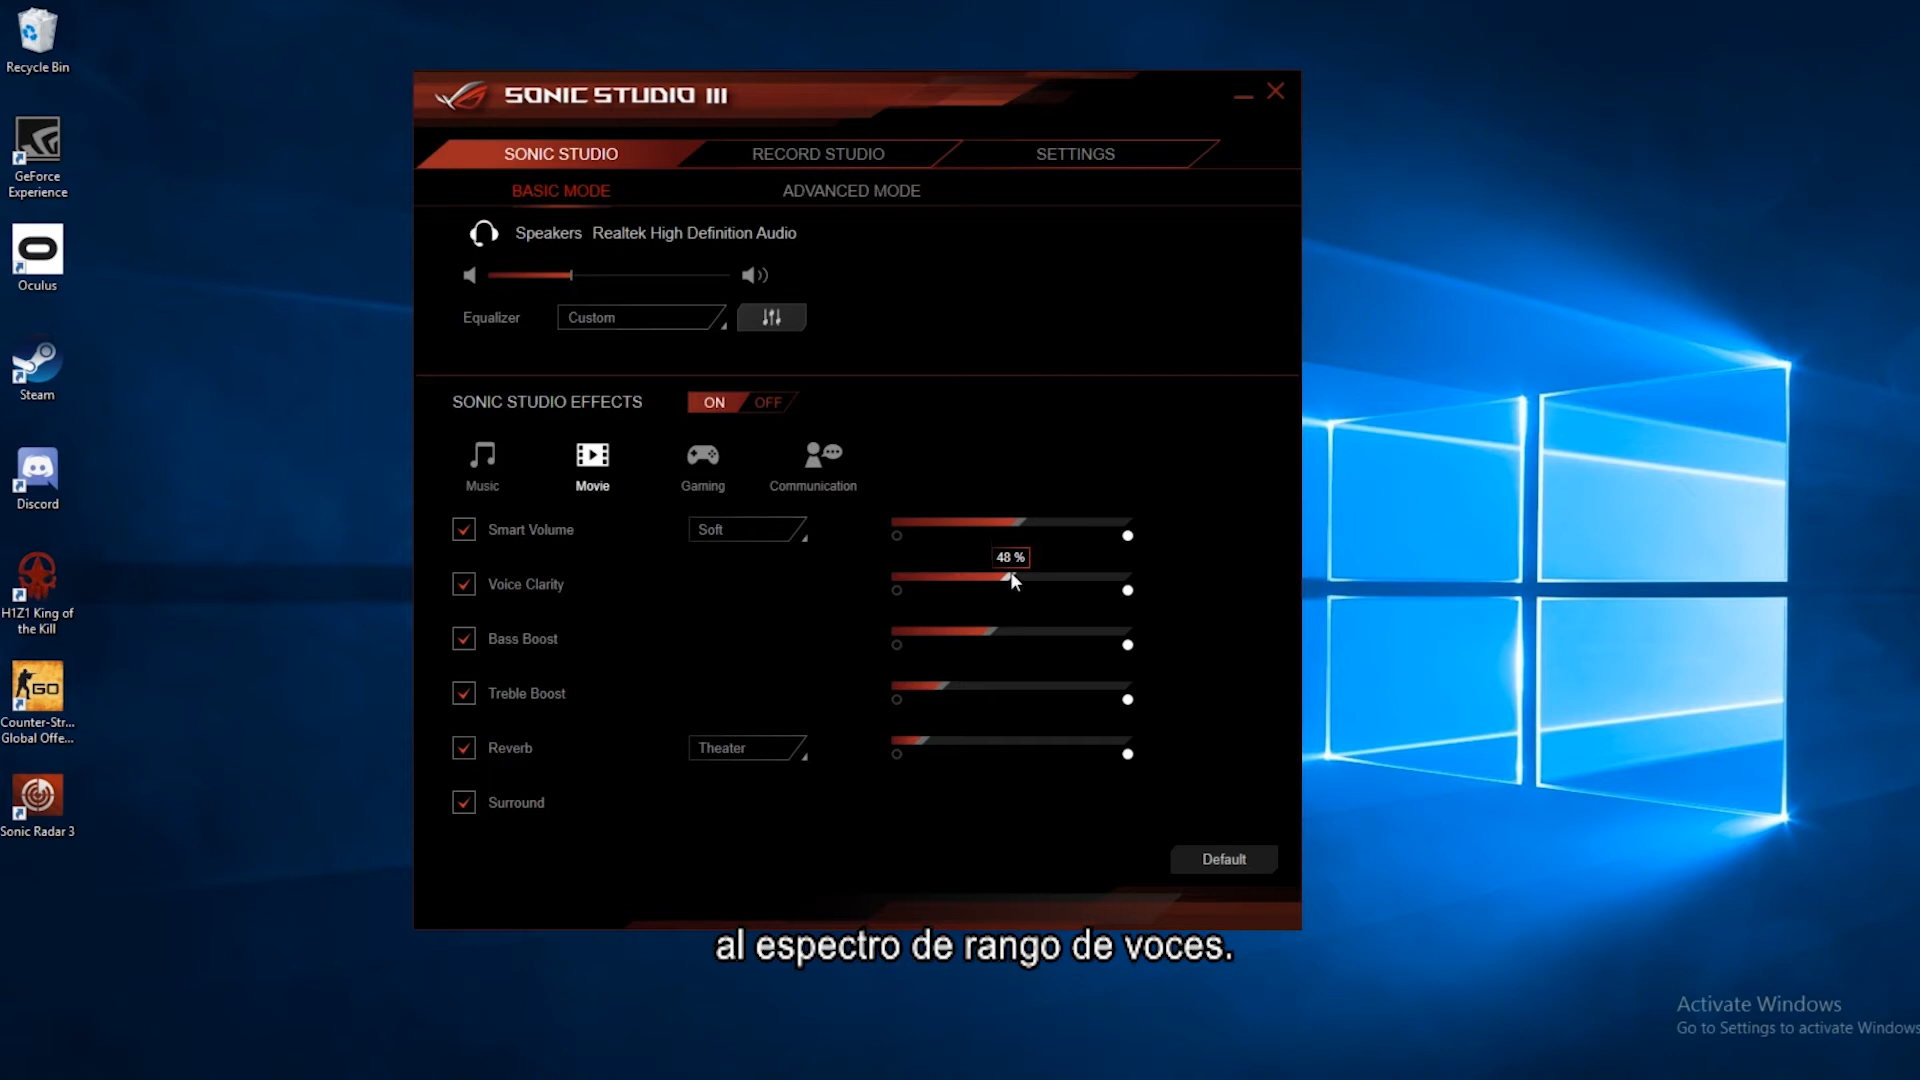 Recycle Bin
GeForce
Experience
Oculus
Steam
Discord
H1Z1 King of
the Kill
GO
Counter-Str...
Global Offe...
Sonic Radar 3
SONIC STUDIO III
SONIC STUDIO
RECORD STUDIO
SETTINGS
BASIC MODE
ADVANCED MODE
Speakers Realtek High Definition Audio
Equalizer
Custom
SONIC STUDIO EFFECTS
ON
OFF
Music
Movie
Gaming
Communication
Smart Volume
Soft
48 %
Voice Clarity
Bass Boost
Treble Boost
Reverb
Theater
Surround
Default
al espectro de rango de voces.
Activate Windows
Go to Settings to activate Windows